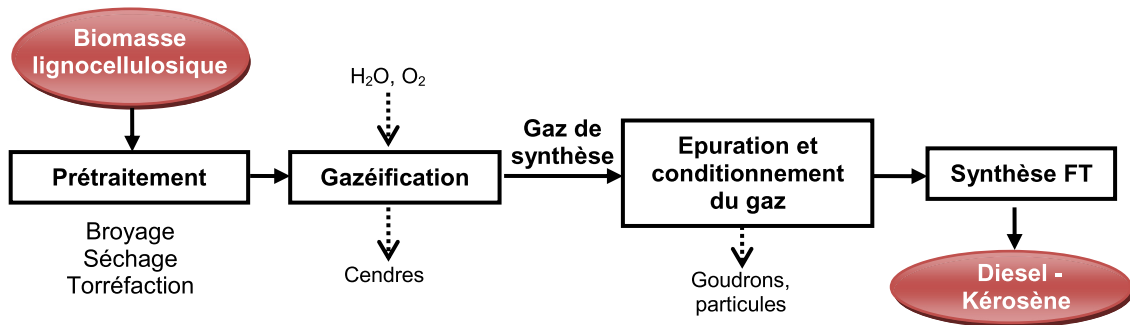 Biomasse
lignocellulosique
H₂O, O₂
Prétraitement
Broyage
Séchage
Torréfaction
Gazéification
Cendres
Gaz de
synthèse
Epuration et
conditionnement
du gaz
Goudrons,
particules
Synthèse FT
Diesel -
Kérosène